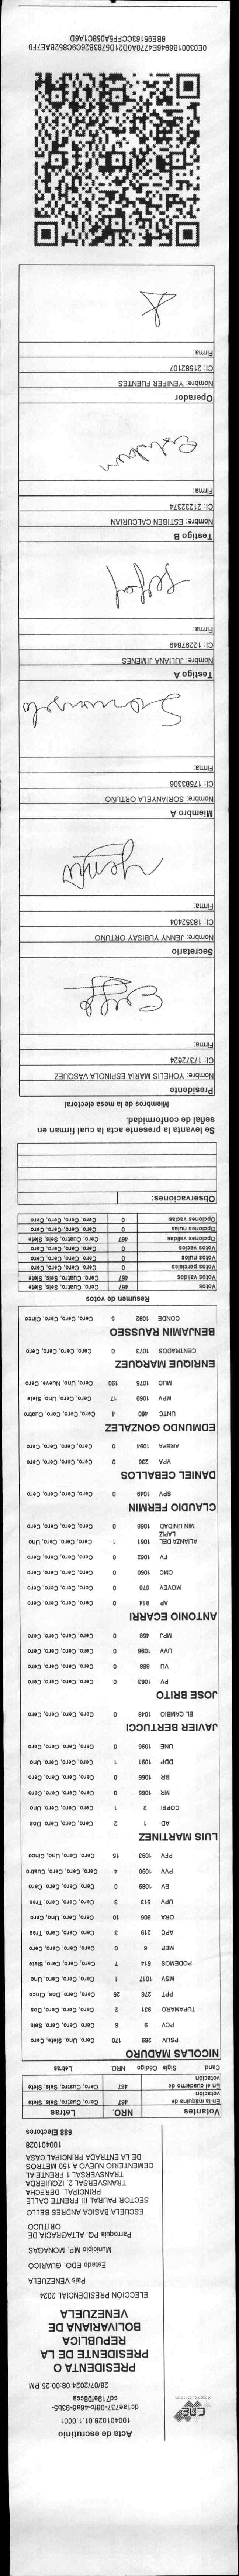 CNE
Acta de escrutinio
100401028.01.1.0001
28/07/2024 08:00:25 PM
PRESIDENTA O
PRESIDENTE DE LA
REPUBLICA
BOLIVARIANA DE
VENEZUELA
ELECCIÓN PRESIDENCIAL 2024
País VENEZUELA
Estado EDO. GUARICO
Municipio MP. MONAGAS
Parroquia PQ. ALTAGRACIA DE
ORITUCO
ESCUELA BASICA ANDRES BELLO
SECTOR PAURAL III FRENTE CALLE
PRINCIPAL. DERECHA
TRANSVERSAL 2. IZQUIERDA
TRANSVERSAL 1 FRENTE AL
CEMENTERIO NUEVO A 150 METROS
DE LA ENTRADA PRINCIPAL CASA
100401028
688 Electores
Votantes NRO. Letras
En la máquina de votación 467 Cero, Cuatro, Seis, Siete
En el cuaderno de votación 467 Cero, Cuatro, Seis, Siete
Cand. Sigla Código NRO. Letras
NICOLAS MADURO
PSUV 269 170 Cero, Uno, Siete, Cero
PCV 9 6 Cero, Cero, Cero, Seis
TUPAMARO 931 2 Cero, Cero, Cero, Dos
PPT 278 25 Cero, Cero, Dos, Cinco
MSV 1017 1 Cero, Cero, Cero, Uno
PODEMOS 614 7 Cero, Cero, Cero, Siete
MEP 6 0 Cero, Cero, Cero, Cero
APC 219 3 Cero, Cero, Cero, Tres
ORA 906 10 Cero, Cero, Uno, Cero
UPV 613 3 Cero, Cero, Cero, Tres
EV 1089 0 Cero, Cero, Cero, Cero
PVV 1090 4 Cero, Cero, Cero, Cuatro
PFV 1093 15 Cero, Cero, Uno, Cinco
LUIS MARTINEZ
AD 1 2 Cero, Cero, Cero, Dos
COPEI 2 1 Cero, Cero, Cero, Uno
MR 1065 0 Cero, Cero, Cero, Cero
BR 1066 0 Cero, Cero, Cero, Cero
DDP 1091 1 Cero, Cero, Cero, Uno
UNE 1095 0 Cero, Cero, Cero, Cero
JAVIER BERTUCCI
EL CAMBIO 1048 0 Cero, Cero, Cero, Cero
JOSE BRITO
PV 1053 0 Cero, Cero, Cero, Cero
VU 868 0 Cero, Cero, Cero, Cero
UVV 1096 0 Cero, Cero, Cero, Cero
MPJ 458 0 Cero, Cero, Cero, Cero
ANTONIO ECARRI
AP 814 0 Cero, Cero, Cero, Cero
MOVEV 878 0 Cero, Cero, Cero, Cero
CMC 1050 0 Cero, Cero, Cero, Cero
FV 1062 0 Cero, Cero, Cero, Cero
ALIANZA DEL LAPIZ 1051 1 Cero, Cero, Cero, Uno
MIN UNIDAD 1068 0 Cero, Cero, Cero, Cero
CLAUDIO FERMIN
SPV 1049 0 Cero, Cero, Cero, Cero
DANIEL CEBALLOS
VPA 236 0 Cero, Cero, Cero, Cero
AREPA 1094 0 Cero, Cero, Cero, Cero
EDMUNDO GONZALEZ
UNTC 460 4 Cero, Cero, Cero, Cuatro
MPV 1069 17 Cero, Cero, Uno, Siete
MUD 1075 190 Cero, Uno, Nueve, Cero
ENRIQUE MARQUEZ
CENTRADOS 1073 0 Cero, Cero, Cero, Cero
BENJAMIN RAUSSEO
CONDE 1092 5 Cero, Cero, Cero, Cinco
Resumen de votos
Votos 467 Cero, Cuatro, Seis, Siete
Votos válidos 467 Cero, Cuatro, Seis, Siete
Votos parciales 0 Cero, Cero, Cero, Cero
Votos nulos 0 Cero, Cero, Cero, Cero
Votos vacíos 0 Cero, Cero, Cero, Cero
Opciones válidas 467 Cero, Cuatro, Seis, Siete
Opciones nulas 0 Cero, Cero, Cero, Cero
Opciones vacías 0 Cero, Cero, Cero, Cero
Observaciones:
Se levanta la presente acta la cual firman en
señal de conformidad.
Miembros de la mesa electoral
Presidente
Nombre: YOHELIS MARIA ESPINOLA VASQUEZ
CI: 17372624
Firma:
Secretario
Nombre: JENNY YUBISAY ORTUÑO
CI: 18352404
Firma:
Miembro A
Nombre: SORIANYELA ORTUÑO
CI: 17583306
Firma:
Testigo A
Nombre: JULIANA JIMENES
CI: 12297849
Firma:
Testigo B
Nombre: ESTIBEN CALCURIAN
CI: 21232374
Firma:
Operador
Nombre: YENIFER FUENTES
CI: 21582107
Firma: